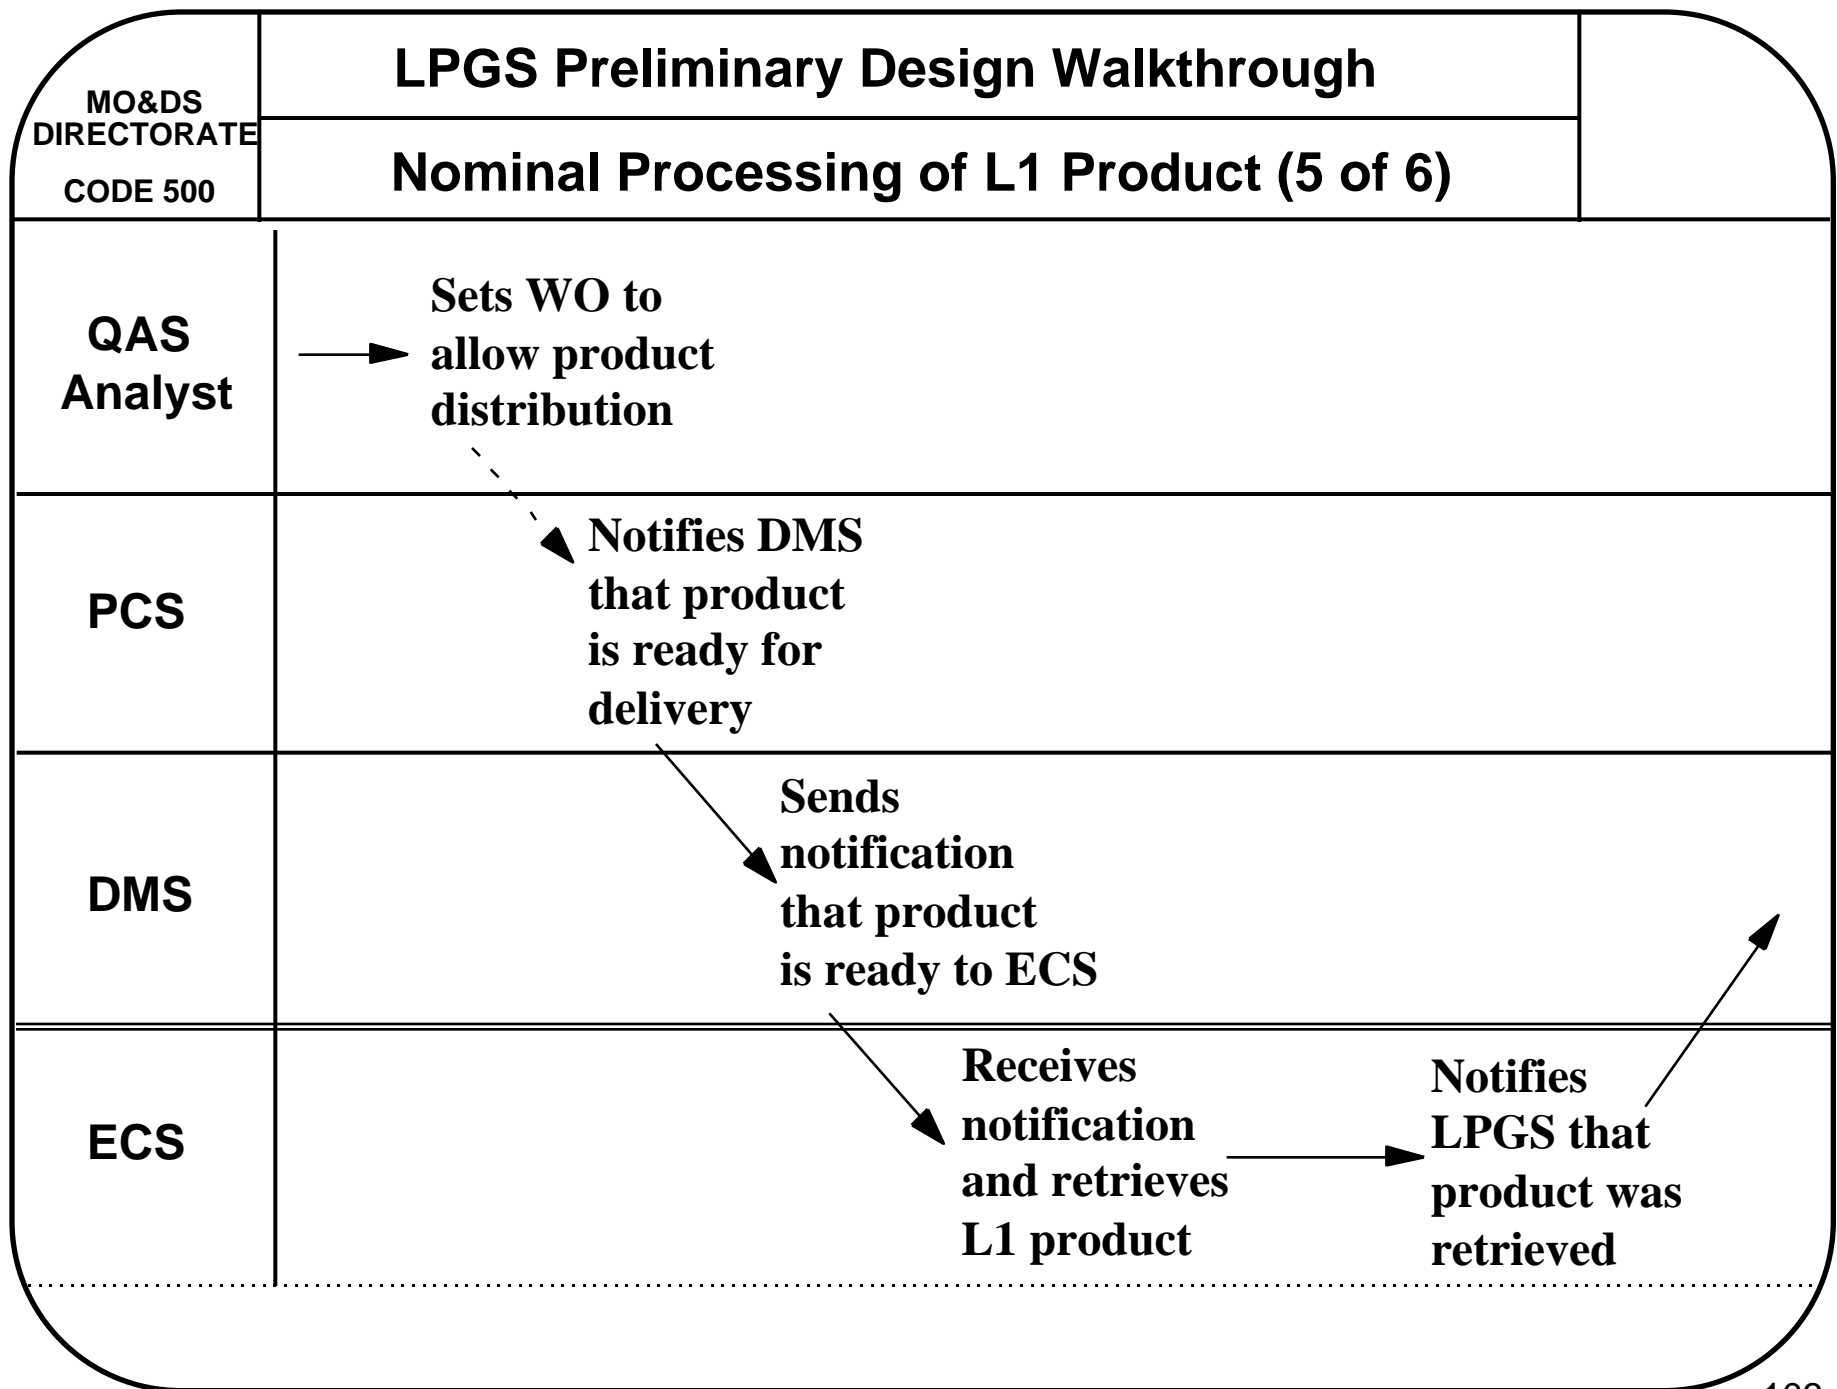 MO&DS
DIRECTORATE
CODE 500
LPGS Preliminary Design Walkthrough
Nominal Processing of L1 Product (5 of 6)
QAS
Analyst
Sets WO to
allow product
distribution
PCS
Notifies DMS
that product
is ready for
delivery
DMS
Sends
notification
that product
is ready to ECS
ECS
Receives
notification
and retrieves
L1 product
Notifies
LPGS that
product was
retrieved